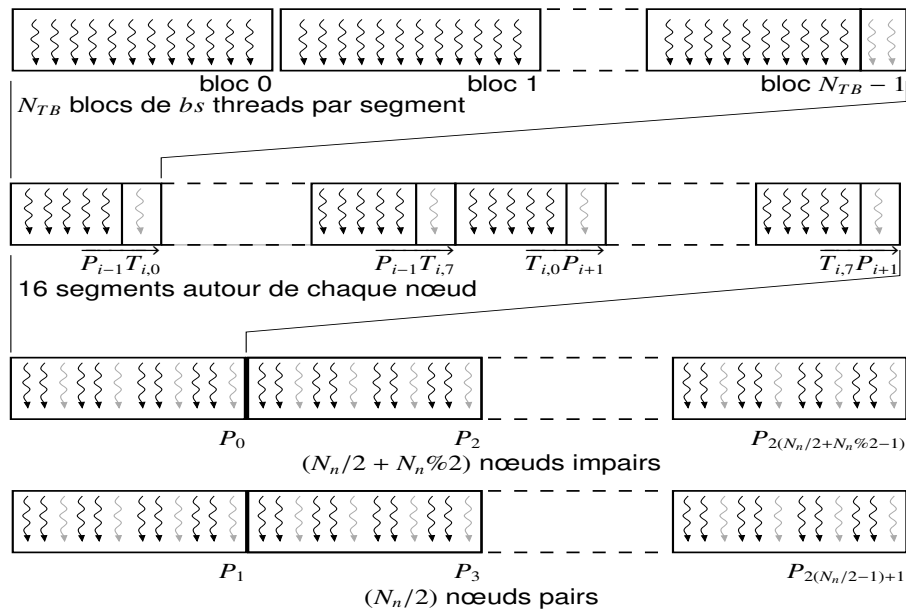 bloc 0 bloc 1 bloc N_{TB} − 1
N_{TB} blocs de bs threads par segment
P_{i−1}T_{i,0} P_{i−1}T_{i,7} T_{i,0}P_{i+1} T_{i,7}P_{i+1}
16 segments autour de chaque nœud
P_0 P_2 P_{2(N_n/2+N_n%2−1)}
(N_n/2 + N_n%2) nœuds impairs
P_1 P_3 P_{2(N_n/2−1)+1}
(N_n/2) nœuds pairs